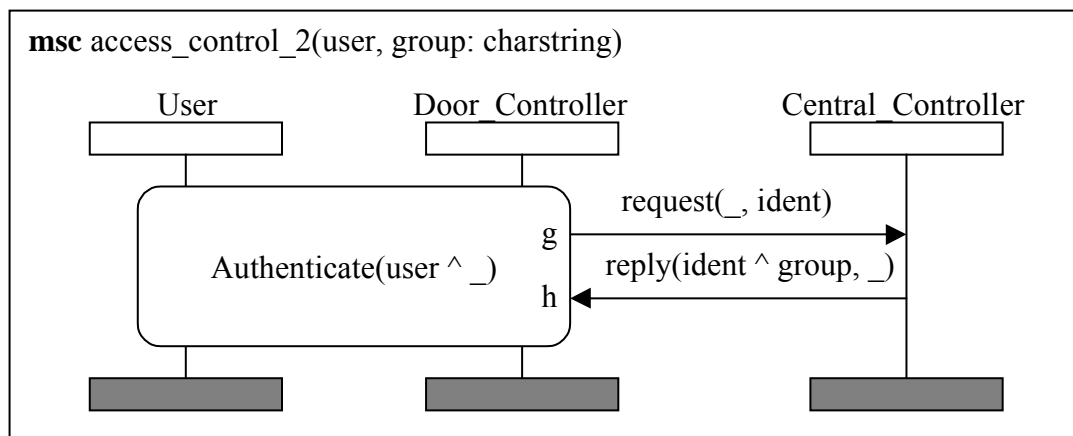 msc access_control_2(user, group: charstring)
User Door_Controller Central_Controller
request(_, ident)
g
Authenticate(user ^ _)
reply(ident ^ group, _)
h